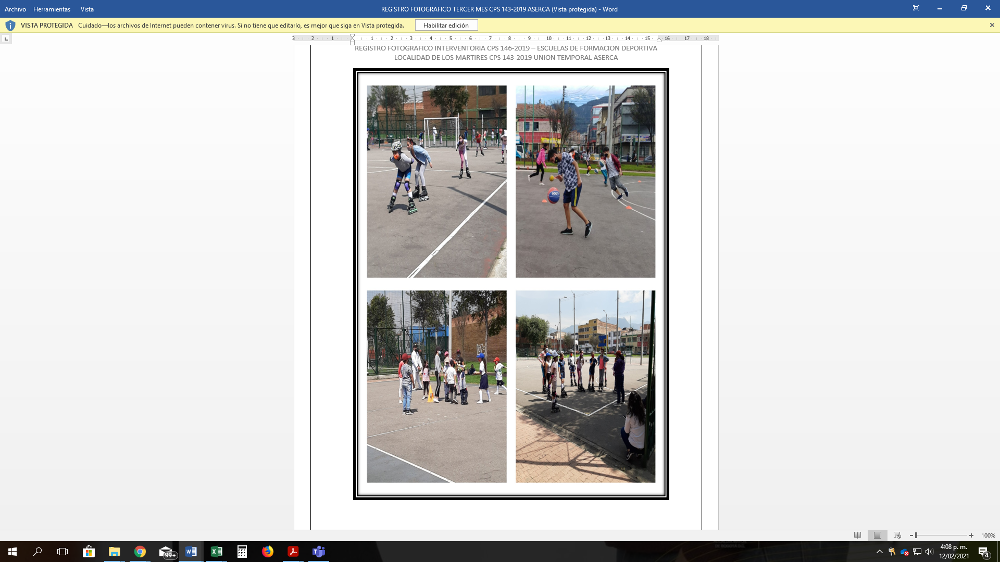 Archivo Herramientas Vista
REGISTRO FOTOGRAFICO TERCER MES CPS 143-2019 ASERCA (Vista protegida) - Word
VISTA PROTEGIDA Cuidado—los archivos de Internet pueden contener virus. Si no tiene que editarlo, es mejor que siga en Vista protegida. Habilitar edición
3 2 1 1 2 3 4 5 6 7 8 9 10 11 12 13 14 15 16 17 18
REGISTRO FOTOGRAFICO INTERVENTORIA CPS 146-2019 – ESCUELAS DE FORMACION DEPORTIVA
LOCALIDAD DE LOS MARTIRES CPS 143-2019 UNION TEMPORAL ASERCA
100%
99+
4:08 p. m.
12/02/2021
4